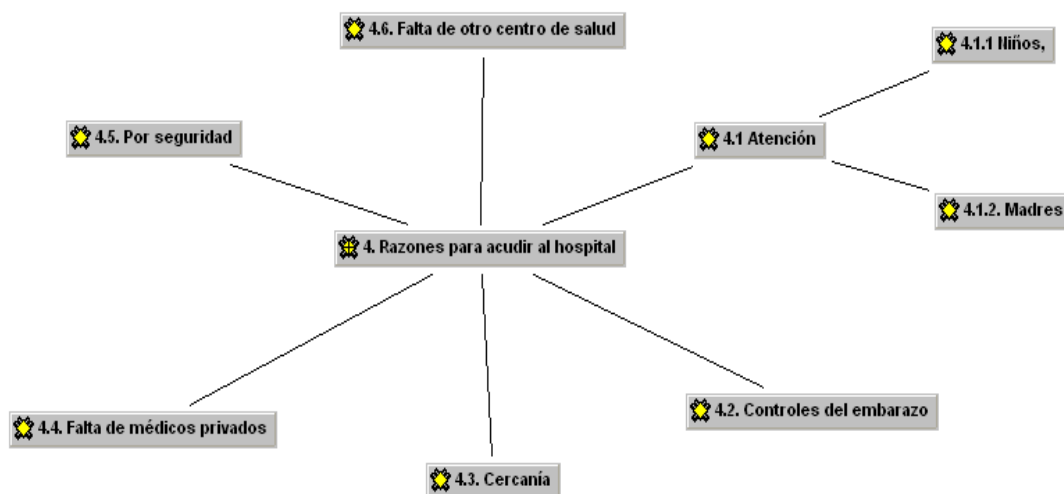 4.6. Falta de otro centro de salud
4.1.1 Niños,
4.5. Por seguridad
4.1 Atención
4.1.2. Madres
4. Razones para acudir al hospital
4.2. Controles del embarazo
4.4. Falta de médicos privados
4.3. Cercanía